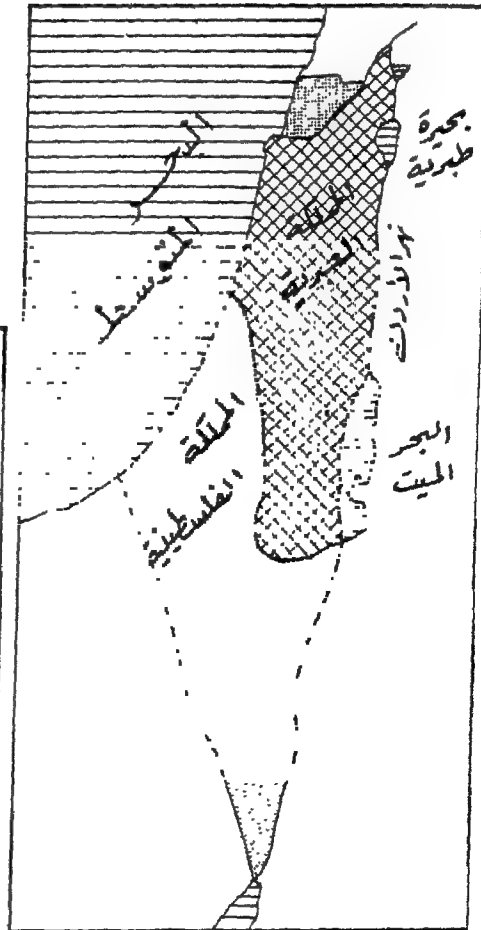 البحر
المتوسط
بحيرة
طبرية
المملكة
العبرية
نهر الأردن
المملكة
الفلسطينية
البحر
الميت